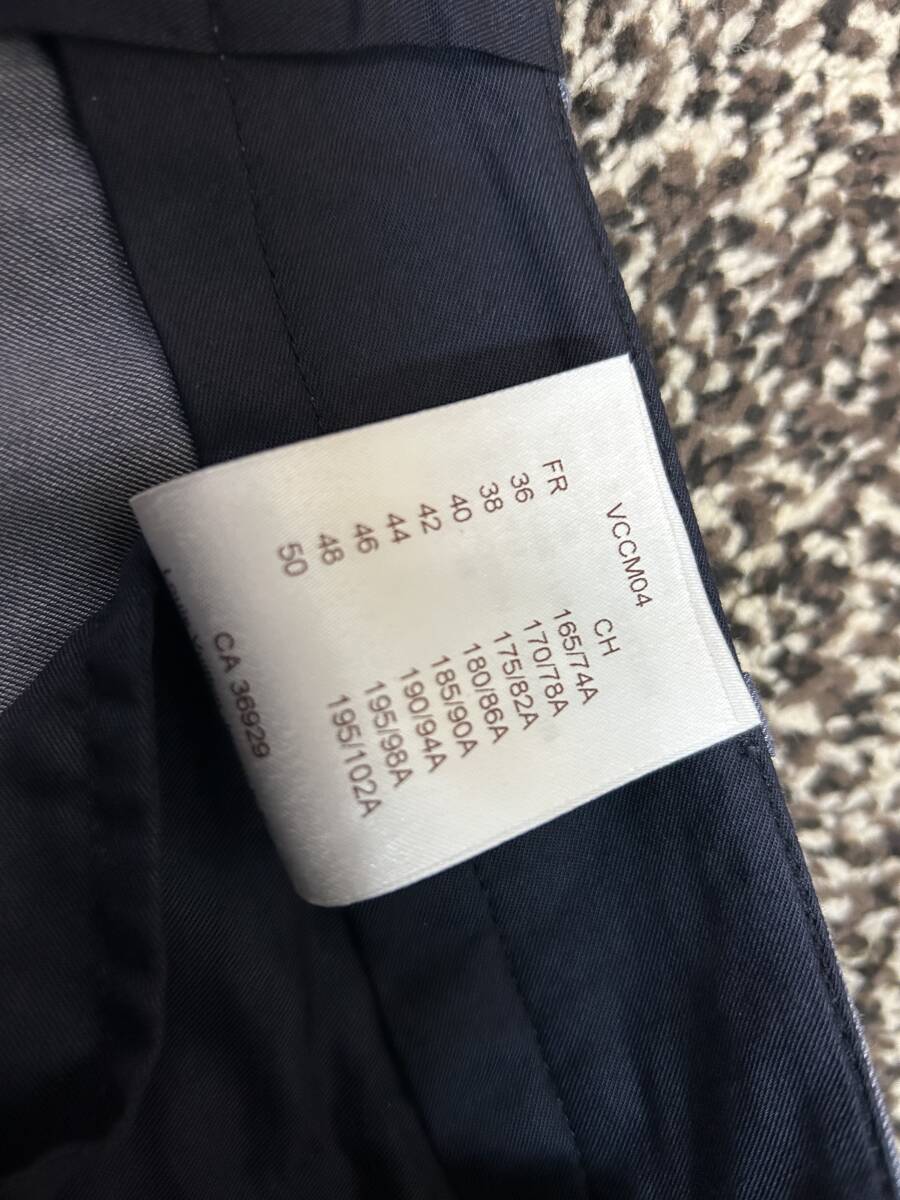 VCCM04
FR CH
36 165/74A
38 170/78A
40 175/82A
42 180/86A
44 185/90A
46 190/94A
48 195/98A
50 195/102A
CA 36929